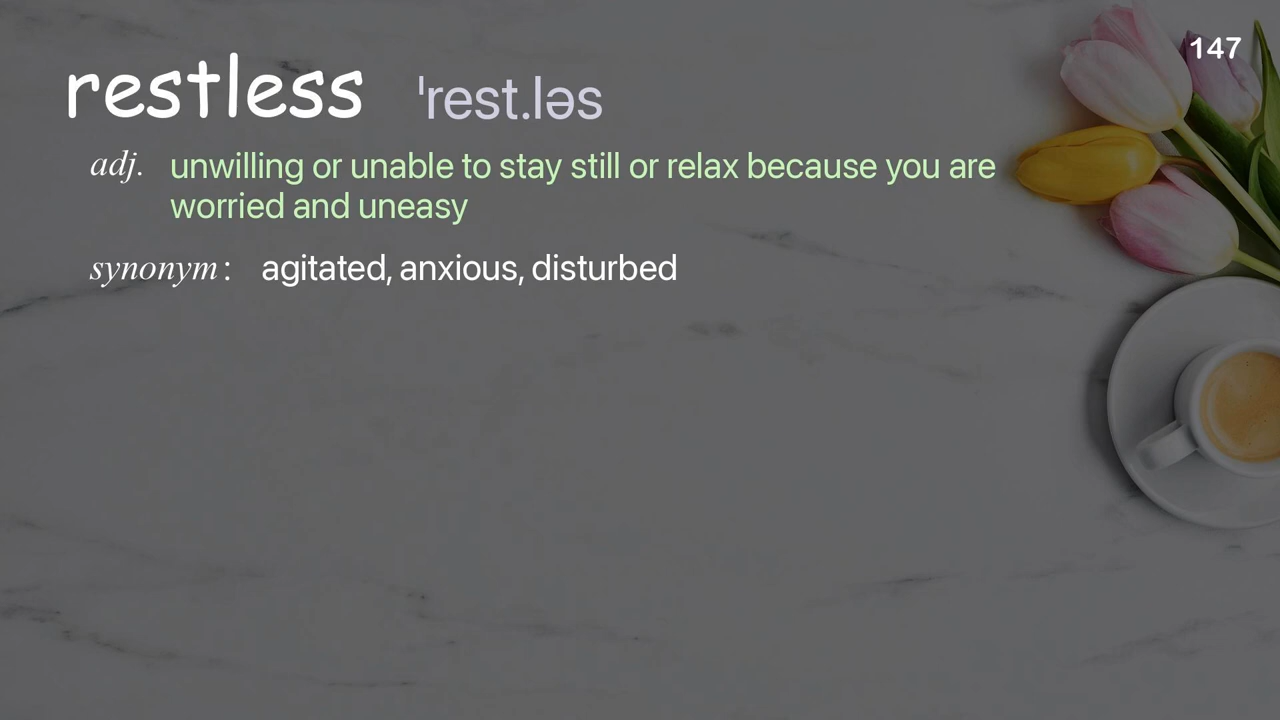 147
restless ˈrest.ləs
adj. unwilling or unable to stay still or relax because you are
worried and uneasy
synonym: agitated, anxious, disturbed